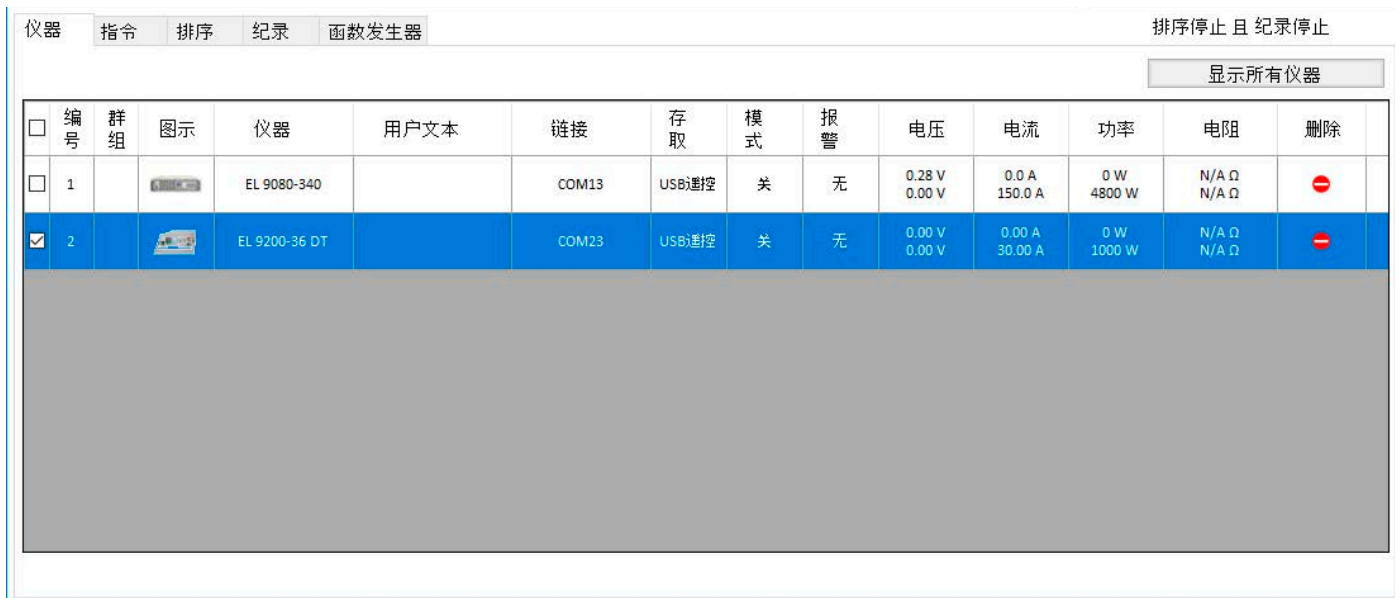 仪器 指令 排序 纪录 函数发生器 排序停止 且 纪录停止
显示所有仪器
编号 群组 图示 仪器 用户文本 链接 存取 模式 报警 电压 电流 功率 电阻 删除
1 EL 9080-340 COM13 USB遥控 关 无 0.28 V 0.0 A 0 W N/A Ω
0.00 V 150.0 A 4800 W N/A Ω
2 EL 9200-36 DT COM23 USB遥控 关 无 0.00 V 0.00 A 0 W N/A Ω
0.00 V 30.00 A 1000 W N/A Ω